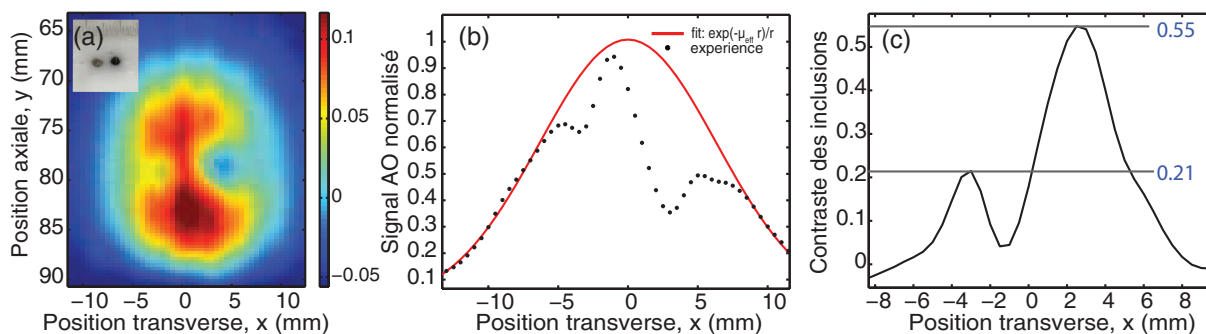 (a)
Position axiale, y (mm)
65
70
75
80
85
90
−10 −5 0 5 10
Position transverse, x (mm)
0.1
0.05
0
−0.05
(b)
fit: exp(-μeff r)/r
experience
Signal AO normalisé
1
0.9
0.8
0.7
0.6
0.5
0.4
0.3
0.2
0.1
−10 −5 0 5 10
Position transverse, x (mm)
(c)
Contraste des inclusions
0.5
0.4
0.3
0.2
0.1
0
0.55
0.21
−8 −6 −4 −2 0 2 4 6 8
Position transverse, x (mm)